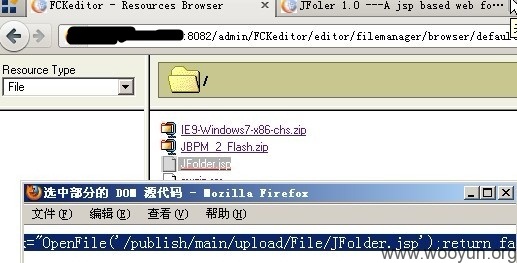 FCKeditor - Resources Browser
JFoler 1.0 ---A jsp based web fo...
:8082/admin/FCKeditor/editor/filemanager/browser/defaul
Resource Type
File
/
IE9-Windows7-x86-chs.zip
JBPM_2_Flash.zip
JFolder.jsp
选中部分的 DOM 源代码 - Mozilla Firefox
文件(F) 编辑(E) 查看(V) 帮助(H)
="OpenFile('/publish/main/upload/File/JFolder.jsp');return fa
www.wooyun.org